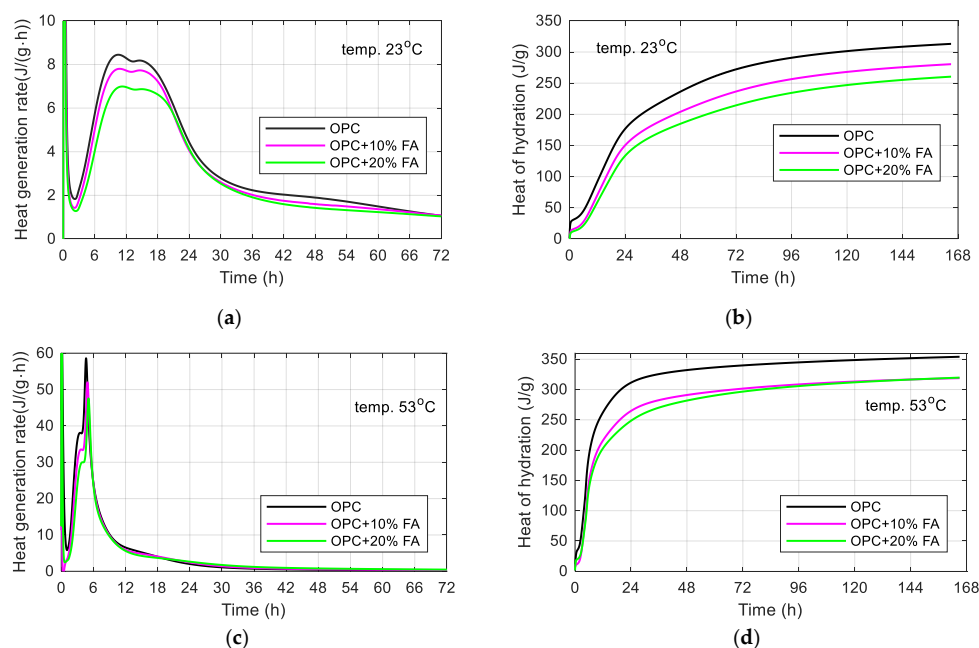 Heat generation rate(J/(g·h))
10
8
6
4
2
0
temp. 23°C
OPC
OPC+10% FA
OPC+20% FA
0 6 12 18 24 30 36 42 48 54 60 66 72
Time (h)
(a)
Heat of hydration (J/g)
350
300
250
200
150
100
50
0
temp. 23°C
OPC
OPC+10% FA
OPC+20% FA
0 24 48 72 96 120 144 168
Time (h)
(b)
Heat generation rate(J/(g·h))
60
50
40
30
20
10
0
temp. 53°C
OPC
OPC+10% FA
OPC+20% FA
0 6 12 18 24 30 36 42 48 54 60 66 72
Time (h)
(c)
Heat of hydration (J/g)
350
300
250
200
150
100
50
0
temp. 53°C
OPC
OPC+10% FA
OPC+20% FA
0 24 48 72 96 120 144 168
Time (h)
(d)